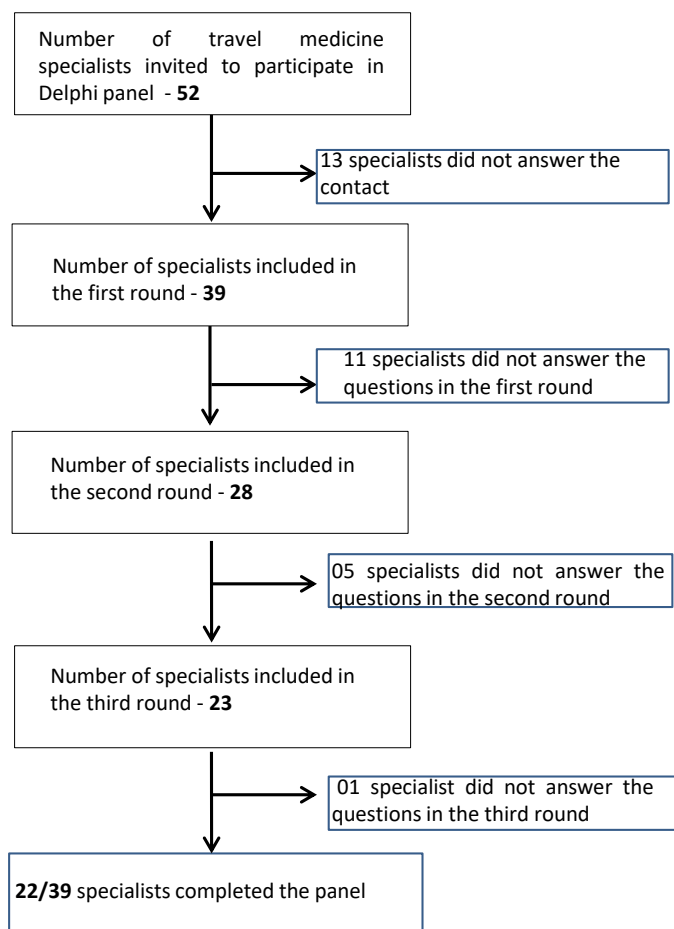 Number of travel medicine
specialists invited to participate in
Delphi panel - 52
13 specialists did not answer the
contact
Number of specialists included in
the first round - 39
11 specialists did not answer the
questions in the first round
Number of specialists included in
the second round - 28
05 specialists did not answer the
questions in the second round
Number of specialists included in
the third round - 23
01 specialist did not answer the
questions in the third round
22/39 specialists completed the panel